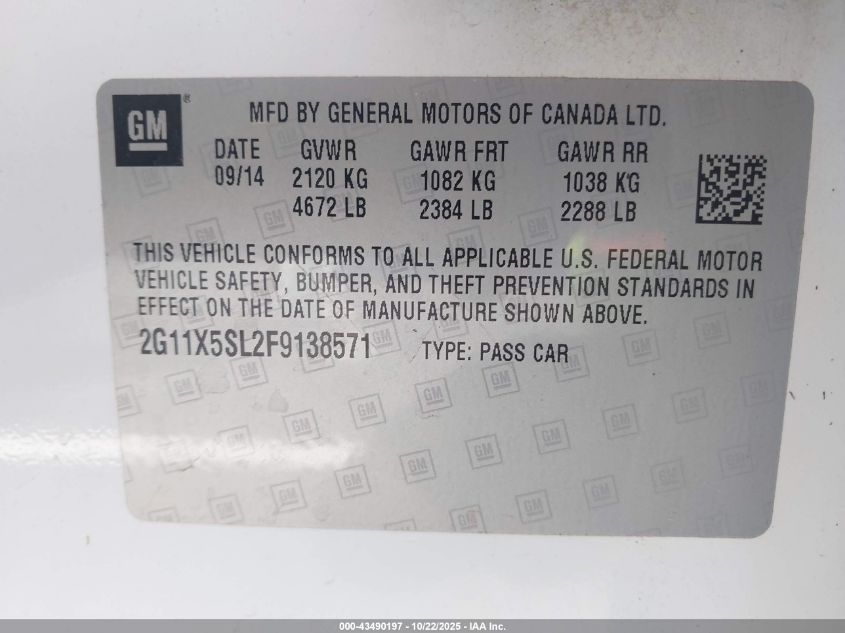 GM ®
MFD BY GENERAL MOTORS OF CANADA LTD.
DATE GVWR GAWR FRT GAWR RR
09/14 2120 KG 1082 KG 1038 KG
4672 LB 2384 LB 2288 LB
THIS VEHICLE CONFORMS TO ALL APPLICABLE U.S. FEDERAL MOTOR
VEHICLE SAFETY, BUMPER, AND THEFT PREVENTION STANDARDS IN
EFFECT ON THE DATE OF MANUFACTURE SHOWN ABOVE.
2G11X5SL2F9138571 TYPE: PASS CAR
000-43490197 - 10/22/2025 - IAA Inc.